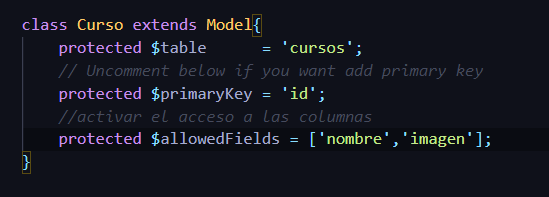 class Curso extends Model{
protected $table      = 'cursos';
// Uncomment below if you want add primary key
protected $primaryKey = 'id';
//activar el acceso a las columnas
protected $allowedFields = ['nombre','imagen'];
}